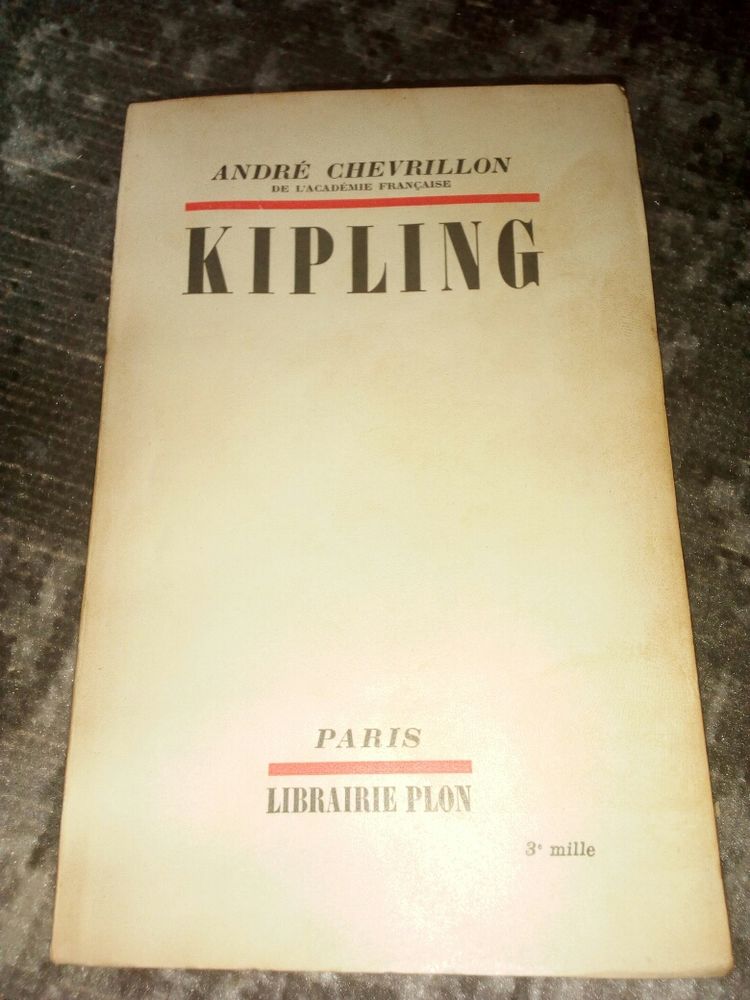 ANDRÉ CHEVRILLON
DE L'ACADÉMIE FRANÇAISE
KIPLING
PARIS
LIBRAIRIE PLON
3e mille